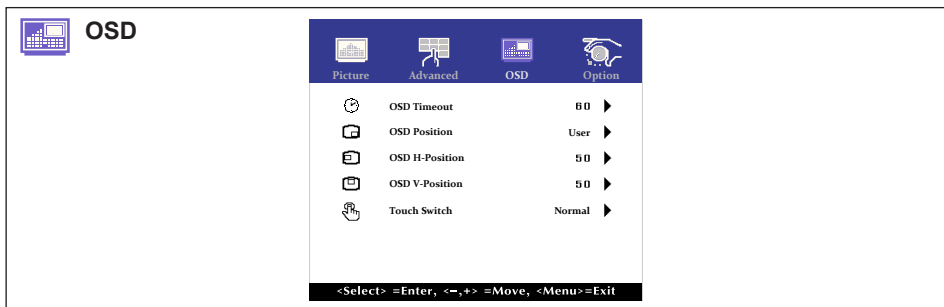 OSD
Picture Advanced OSD Option
OSD Timeout 60
OSD Position User
OSD H-Position 50
OSD V-Position 50
Touch Switch Normal
<Select> =Enter, <−,+> =Move, <Menu>=Exit